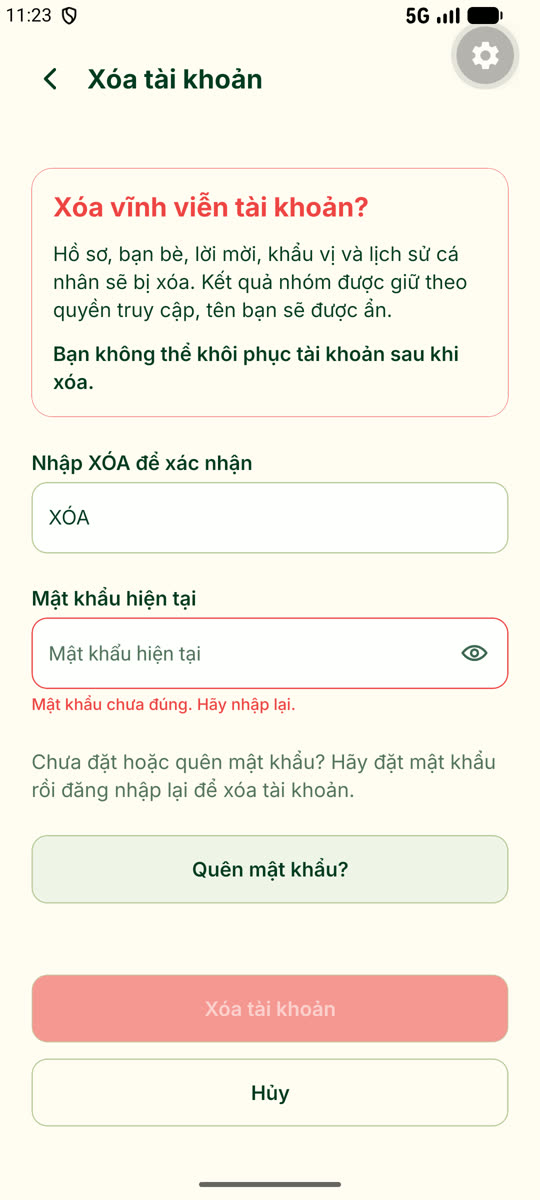 11:23
5G
Xóa tài khoản
Xóa vĩnh viễn tài khoản?
Hồ sơ, bạn bè, lời mời, khẩu vị và lịch sử cá
nhân sẽ bị xóa. Kết quả nhóm được giữ theo
quyền truy cập, tên bạn sẽ được ẩn.
Bạn không thể khôi phục tài khoản sau khi
xóa.
Nhập XÓA để xác nhận
XÓA
Mật khẩu hiện tại
Mật khẩu hiện tại
Mật khẩu chưa đúng. Hãy nhập lại.
Chưa đặt hoặc quên mật khẩu? Hãy đặt mật khẩu
rồi đăng nhập lại để xóa tài khoản.
Quên mật khẩu?
Xóa tài khoản
Hủy